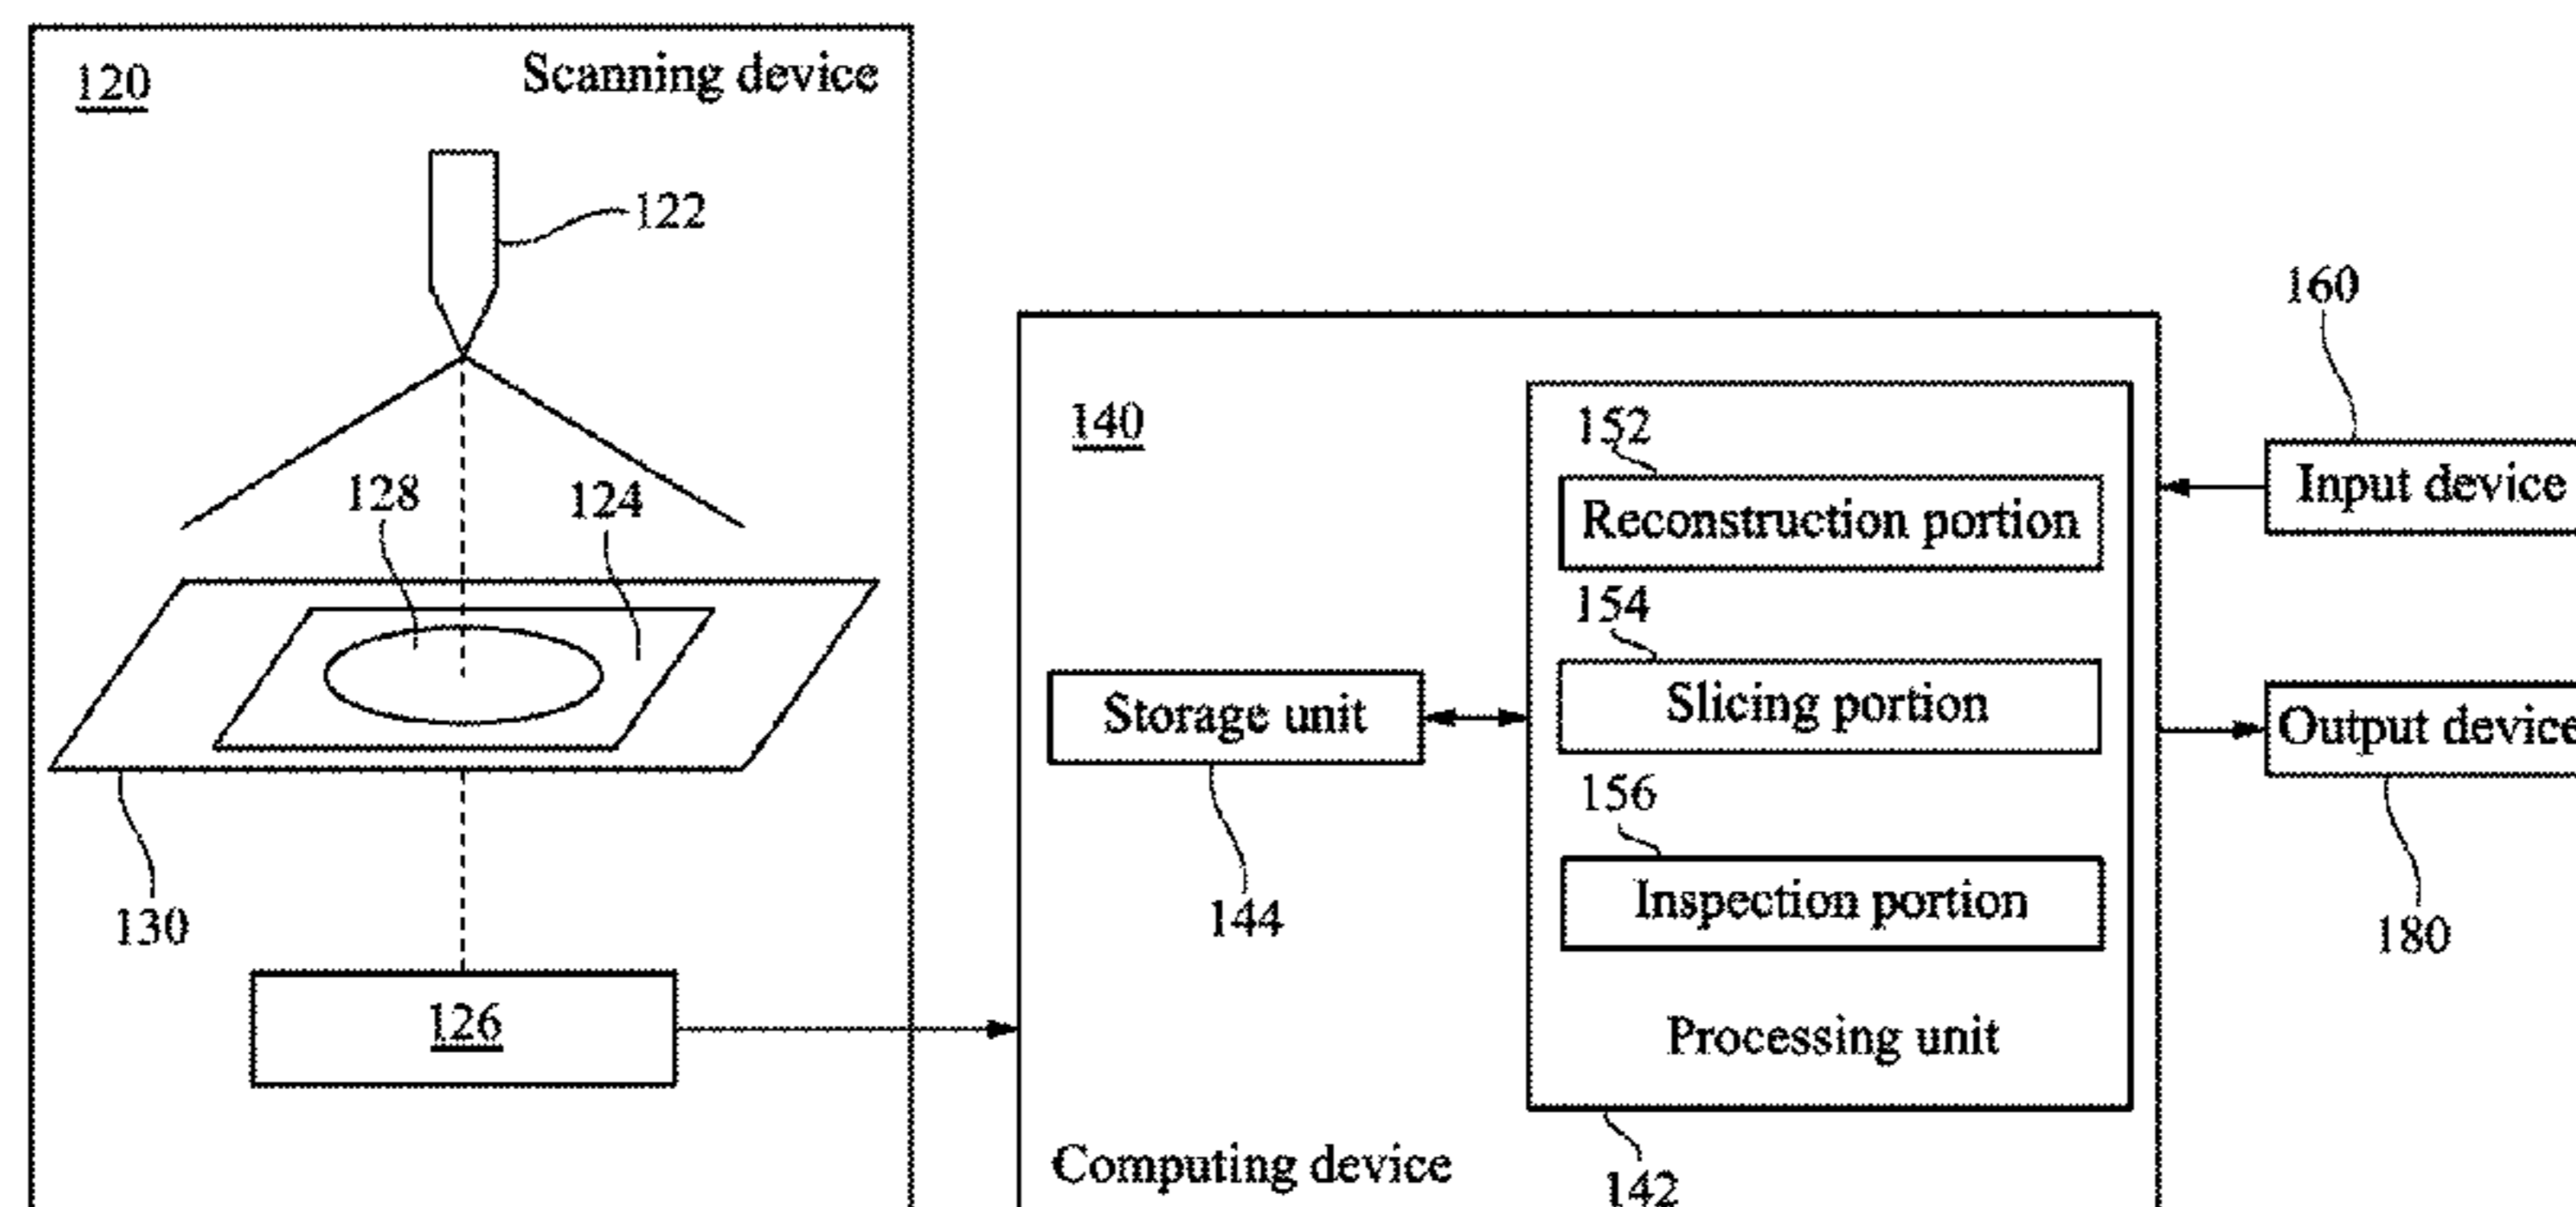 120
Scanning device
122
128
124
130
126
140
Computing device
Storage unit
144
152
Reconstruction portion
154
Slicing portion
156
Inspection portion
Processing unit
142
160
Input device
Output device
180